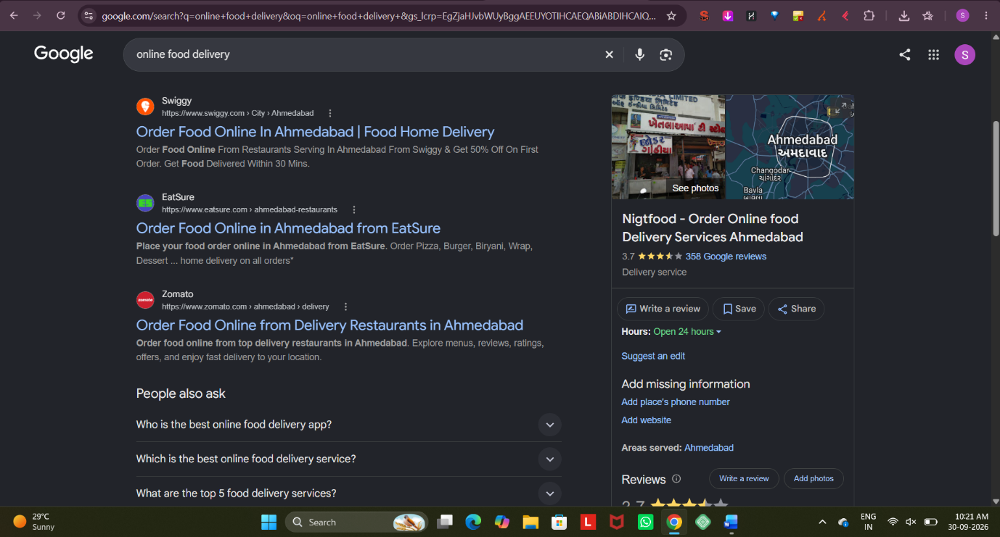 google.com/search?q=online+food+delivery&oq=online+food+delivery+&gs_lcrp=EgZjaHJvbWUyBggAEEUYOTIHCAEQABiABDIHCAIQ...
S
Google
online food delivery
S
Swiggy
https://www.swiggy.com › City › Ahmedabad
Order Food Online In Ahmedabad | Food Home Delivery
Order Food Online From Restaurants Serving In Ahmedabad From Swiggy & Get 50% Off On First
Order. Get Food Delivered Within 30 Mins.
EatSure
https://www.eatsure.com › ahmedabad-restaurants
Order Food Online in Ahmedabad from EatSure
Place your food order online in Ahmedabad from EatSure. Order Pizza, Burger, Biryani, Wrap,
Dessert ... home delivery on all orders*
zomato
Zomato
https://www.zomato.com › ahmedabad › delivery
Order Food Online from Delivery Restaurants in Ahmedabad
Order food online from top delivery restaurants in Ahmedabad. Explore menus, reviews, ratings,
offers, and enjoy fast delivery to your location.
People also ask
Who is the best online food delivery app?
Which is the best online food delivery service?
What are the top 5 food delivery services?
LIMITED
ખેતલાઆપા ટી સ્ટોલ
ગાંઠીયા
See photos
Ahmedabad
અમદાવાદ
Changodar
ચાંગોદર
Bavla
બાવળા
Nigtfood - Order Online food
Delivery Services Ahmedabad
3.7
358 Google reviews
Delivery service
Write a review
Save
Share
Hours: Open 24 hours
Suggest an edit
Add missing information
Add place's phone number
Add website
Areas served: Ahmedabad
Reviews
Write a review
Add photos
3.7
29°C
Sunny
Search
L
W
ENG
IN
10:21 AM
30-09-2026